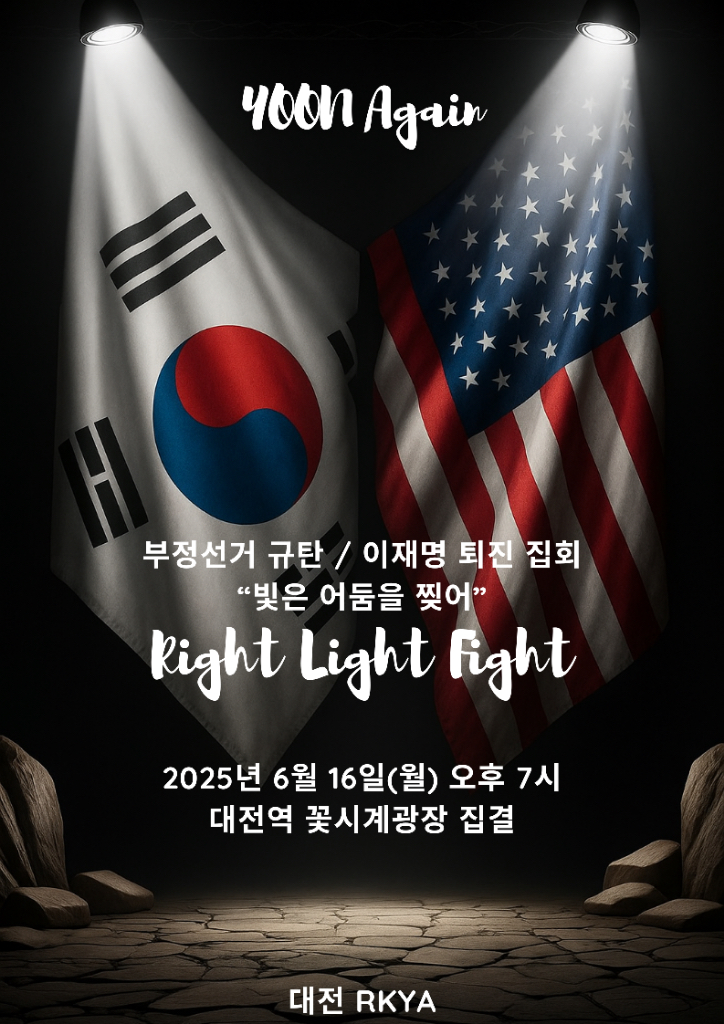 YOON Again
부정선거 규탄 / 이재명 퇴진 집회
“빛은 어둠을 찢어”
Right Light Fight
2025년 6월 16일(월) 오후 7시
대전역 꽃시계광장 집결
대전 RKYA